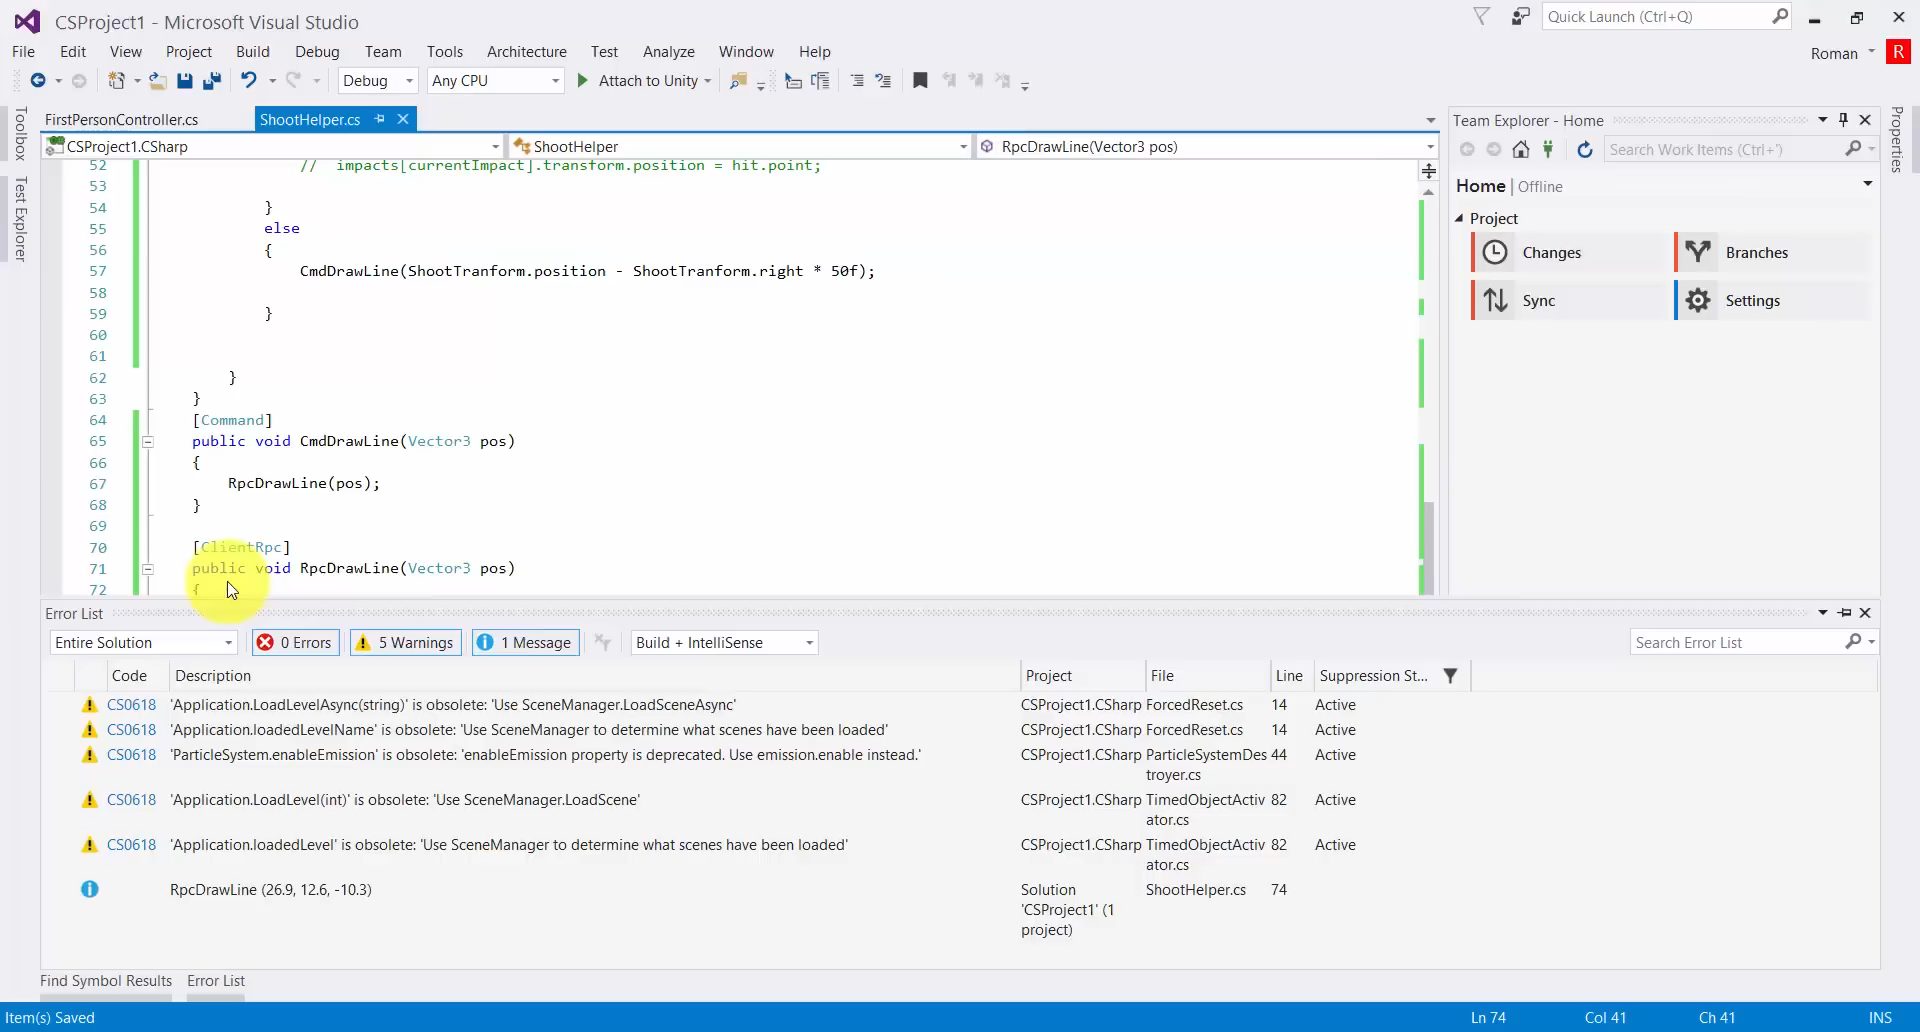 CSProject1 - Microsoft Visual Studio
Quick Launch (Ctrl+Q)
File Edit View Project Build Debug Team Tools Architecture Test Analyze Window Help
Roman R
Debug Any CPU Attach to Unity
Toolbox
Test Explorer
FirstPersonController.cs ShootHelper.cs
CSProject1.CSharp ShootHelper RpcDrawLine(Vector3 pos)
52 // impacts[currentImpact].transform.position = hit.point;
53
54 }
55 else
56 {
57 CmdDrawLine(ShootTranform.position - ShootTranform.right * 50f);
58
59 }
60
61
62 }
63 }
64 [Command]
65 public void CmdDrawLine(Vector3 pos)
66 {
67 RpcDrawLine(pos);
68 }
69
70 [ClientRpc]
71 public void RpcDrawLine(Vector3 pos)
72 {
Team Explorer - Home
Search Work Items (Ctrl+')
Home | Offline
Project
Changes Branches
Sync Settings
Properties
Error List
Entire Solution 0 Errors 5 Warnings 1 Message Build + IntelliSense Search Error List
Code Description Project File Line Suppression St...
CS0618 'Application.LoadLevelAsync(string)' is obsolete: 'Use SceneManager.LoadSceneAsync' CSProject1.CSharp ForcedReset.cs 14 Active
CS0618 'Application.loadedLevelName' is obsolete: 'Use SceneManager to determine what scenes have been loaded' CSProject1.CSharp ForcedReset.cs 14 Active
CS0618 'ParticleSystem.enableEmission' is obsolete: 'enableEmission property is deprecated. Use emission.enable instead.' CSProject1.CSharp ParticleSystemDes 44 Active
troyer.cs
CS0618 'Application.LoadLevel(int)' is obsolete: 'Use SceneManager.LoadScene' CSProject1.CSharp TimedObjectActiv 82 Active
ator.cs
CS0618 'Application.loadedLevel' is obsolete: 'Use SceneManager to determine what scenes have been loaded' CSProject1.CSharp TimedObjectActiv 82 Active
ator.cs
RpcDrawLine (26.9, 12.6, -10.3) Solution ShootHelper.cs 74
'CSProject1' (1
project)
Find Symbol Results Error List
Item(s) Saved Ln 74 Col 41 Ch 41 INS